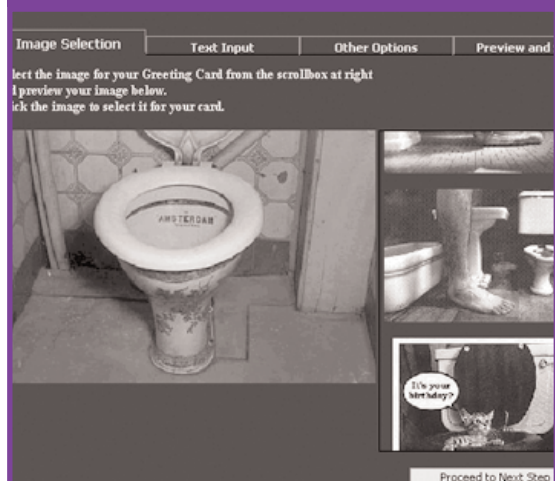 Image Selection
Text Input
Other Options
Preview and
lect the image for your Greeting Card from the scrollbox at right
d preview your image below.
ick the image to select it for your card.
AMSTERDAM
It's your
birthday?
Proceed to Next Step